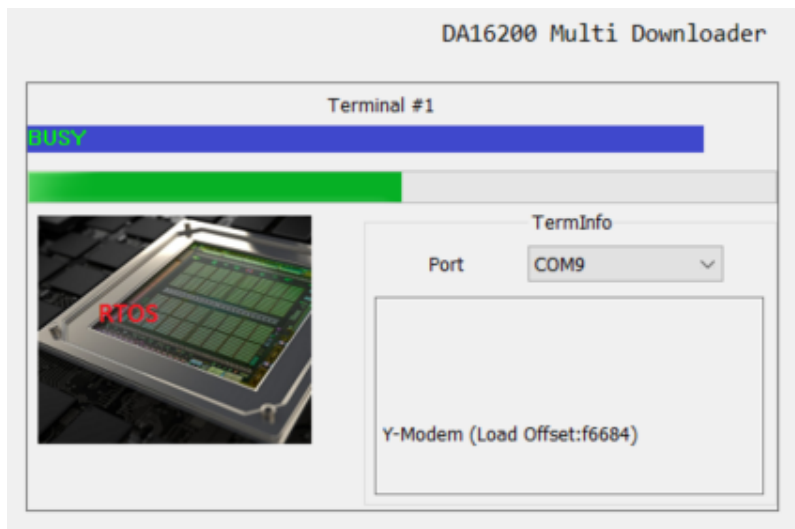 DA16200 Multi Downloader
Terminal #1
BUSY
TermInfo
Port COM9
RTOS
Y-Modem (Load Offset:f6684)